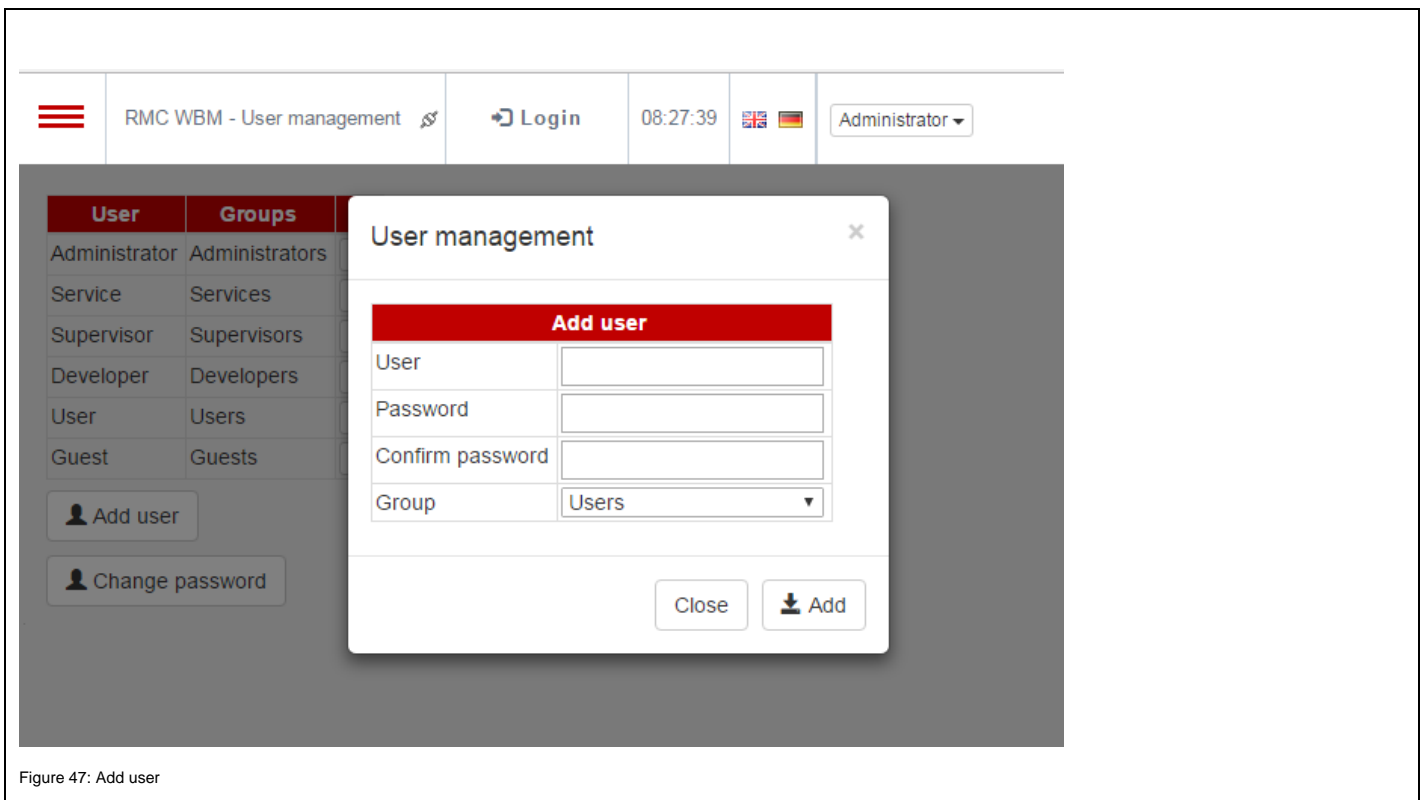 RMC WBM - User management Login 08:27:39 Administrator
User Groups
Administrator Administrators
Service Services
Supervisor Supervisors
Developer Developers
User Users
Guest Guests
Add user
Change password
User management ×
Add user
User
Password
Confirm password
Group Users
Close Add
Figure 47: Add user